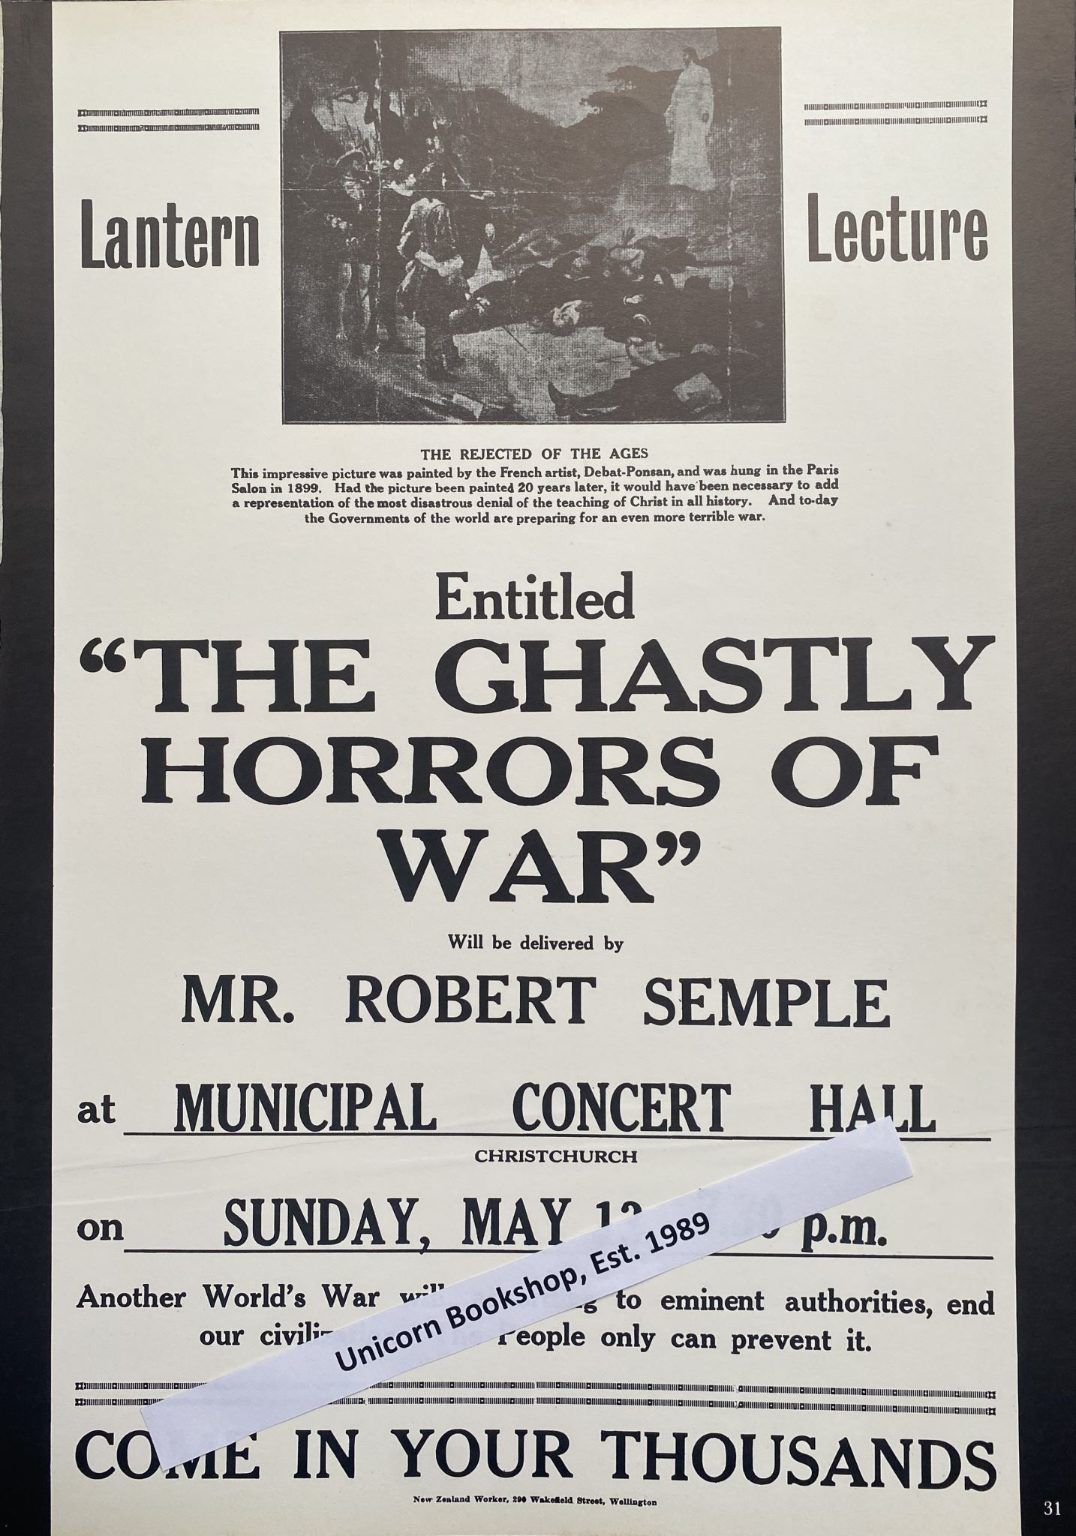 Lantern Lecture
THE REJECTED OF THE AGES
This impressive picture was painted by the French artist, Debat-Ponsan, and was hung in the Paris
Salon in 1899. Had the picture been painted 20 years later, it would have been necessary to add
a representation of the most disastrous denial of the teaching of Christ in all history. And to-day
the Governments of the world are preparing for an even more terrible war.
Entitled
“THE GHASTLY
HORRORS OF
WAR”
Will be delivered by
MR. ROBERT SEMPLE
at MUNICIPAL CONCERT HALL
CHRISTCHURCH
on SUNDAY, MAY p.m.
Another World's War to eminent authorities, end
our People only can prevent it.
Unicorn Bookshop, Est. 1989
COME IN YOUR THOUSANDS
New Zealand Worker, 290 Wakefield Street, Wellington
31